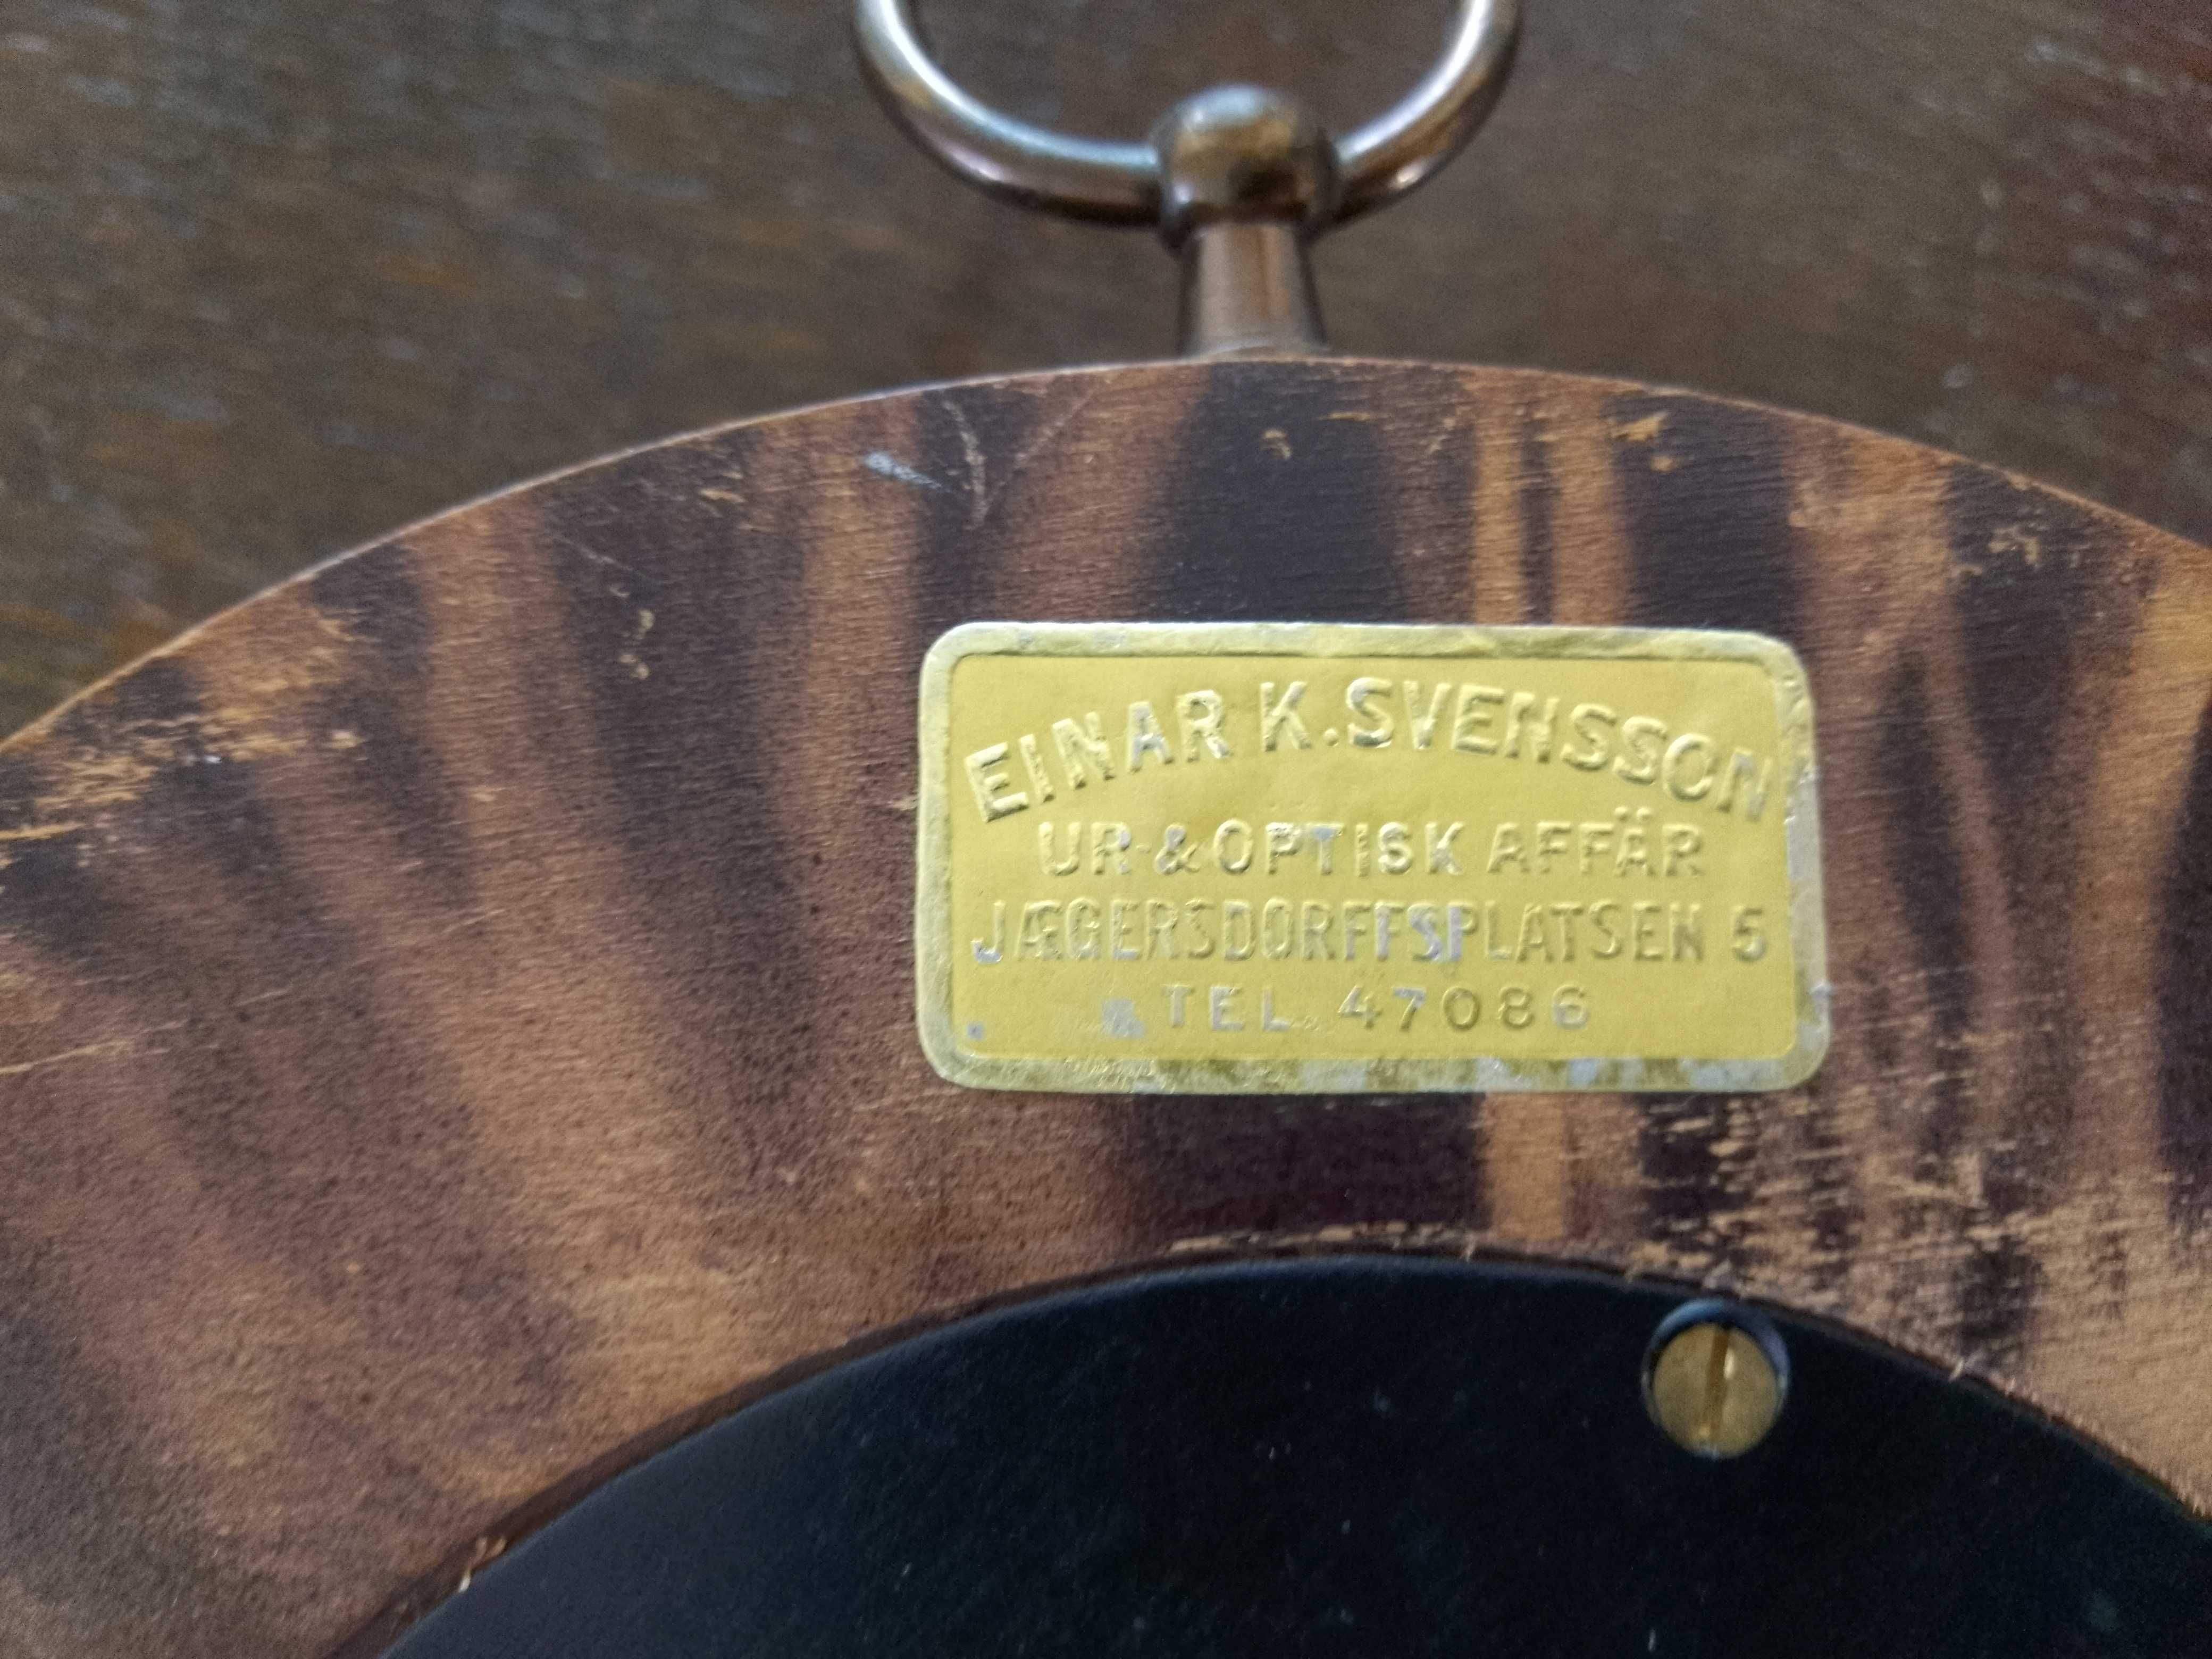 EINAR K. SVENSSON
UR & OPTISK AFFÄR
JÆGERSDORFFSPLATSEN 5
TEL. 47086